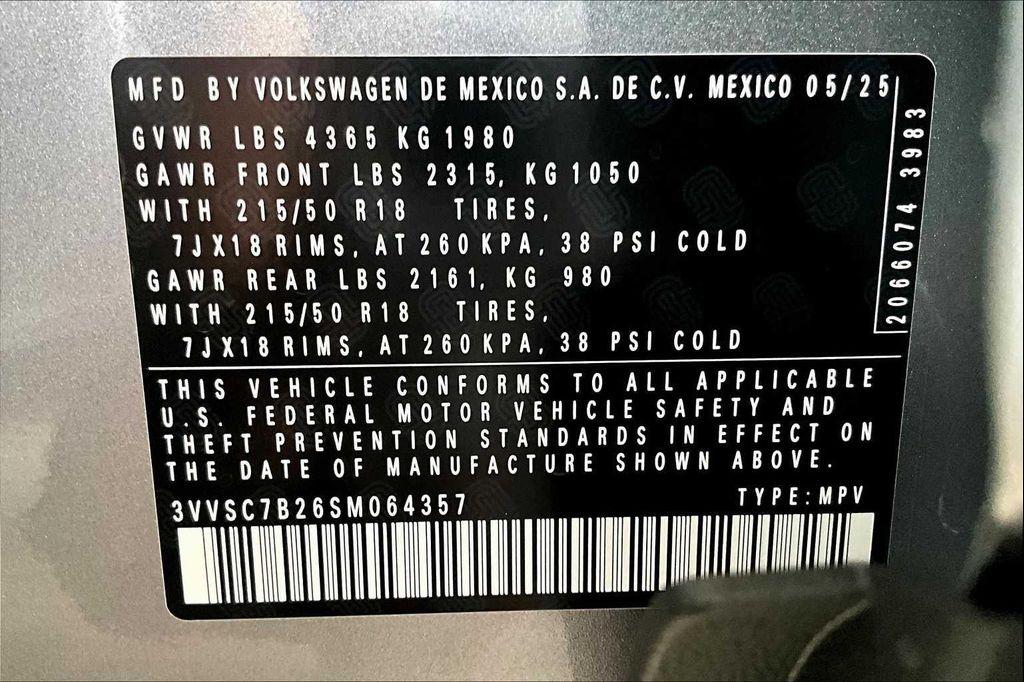 MFD BY VOLKSWAGEN DE MEXICO S.A. DE C.V. MEXICO 05/25
GVWR LBS 4365 KG 1980
GAWR FRONT LBS 2315, KG 1050
WITH 215/50 R18 TIRES,
7JX18 RIMS, AT 260 KPA, 38 PSI COLD
GAWR REAR LBS 2161, KG 980
WITH 215/50 R18 TIRES,
7JX18 RIMS, AT 260 KPA, 38 PSI COLD
2066074 3983
THIS VEHICLE CONFORMS TO ALL APPLICABLE
U.S. FEDERAL MOTOR VEHICLE SAFETY AND
THEFT PREVENTION STANDARDS IN EFFECT ON
THE DATE OF MANUFACTURE SHOWN ABOVE.
3VVSC7B26SM064357 TYPE: MPV